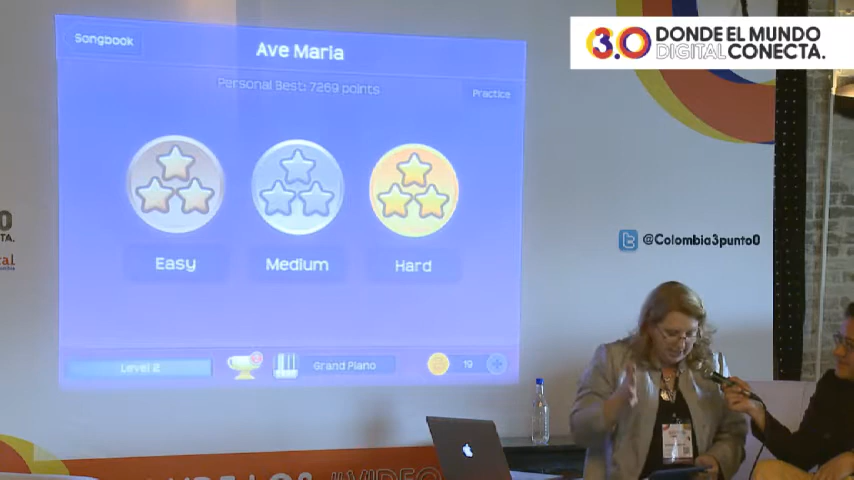 Songbook
Ave Maria
Personal Best: 7269 points
Practice
Easy
Medium
Hard
Level 2
Grand Piano
19
3.0 DONDE EL MUNDO
DIGITAL CONECTA.
@Colombia3punto0